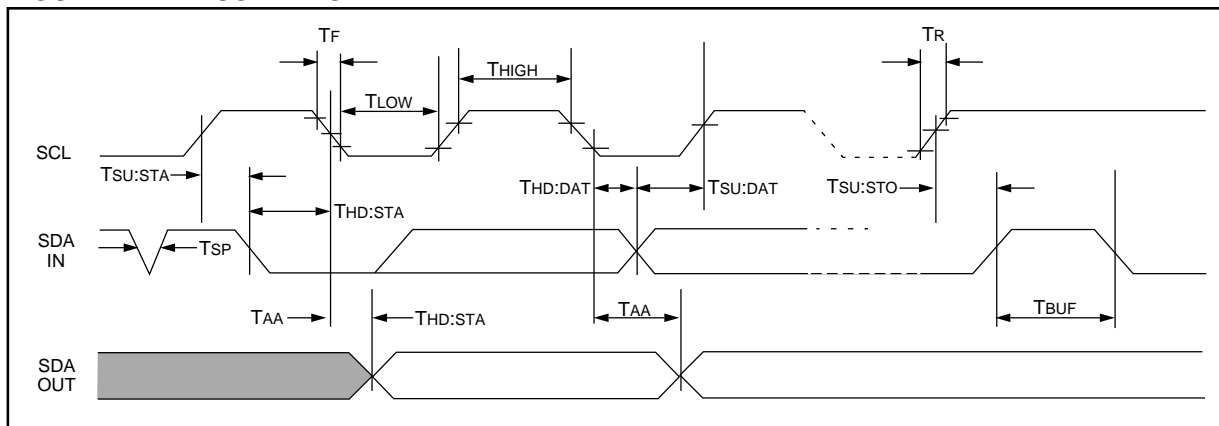 TF
TR
THIGH
TLOW
SCL
TSU:STA
THD:DAT
TSU:DAT
TSU:STO
THD:STA
SDA
IN
TSP
TAA
THD:STA
TAA
TBUF
SDA
OUT